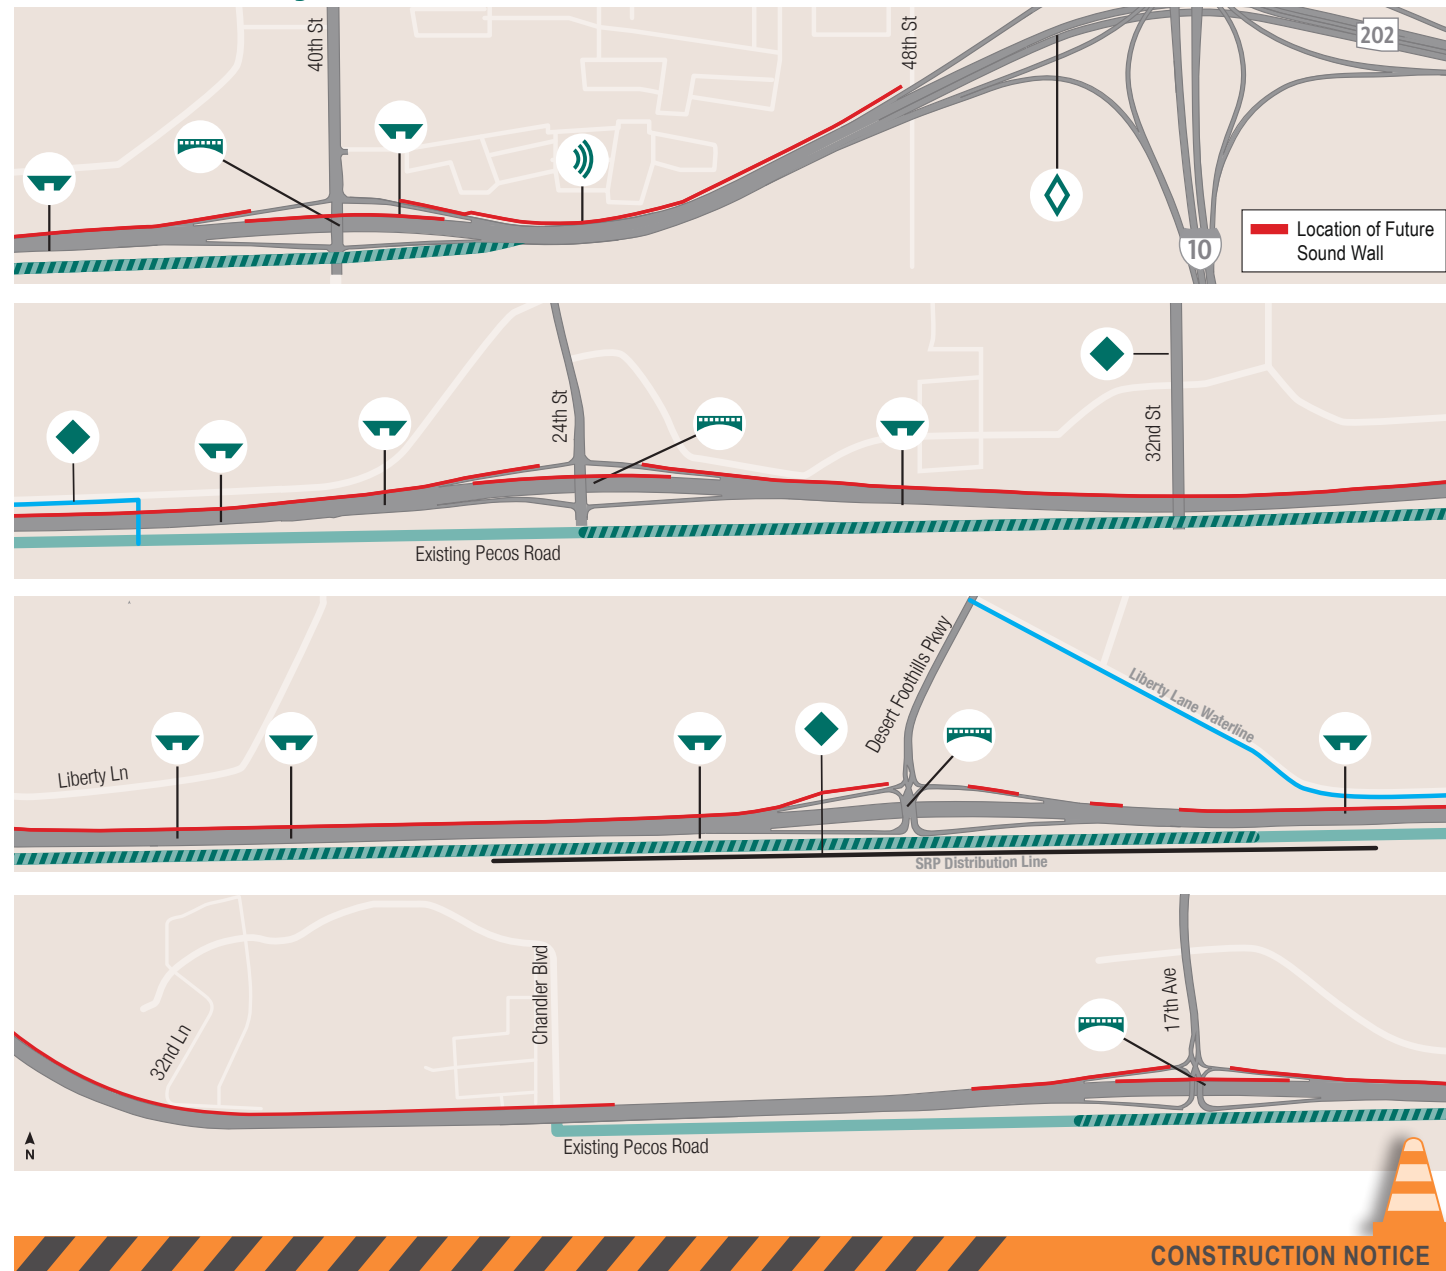 40th St
48th St
202
10
Location of Future
Sound Wall
24th St
32nd St
Existing Pecos Road
Liberty Ln
Desert Foothills Pkwy
Liberty Lane Waterline
SRP Distribution Line
32nd Ln
Chandler Blvd
17th Ave
Existing Pecos Road
N
CONSTRUCTION NOTICE